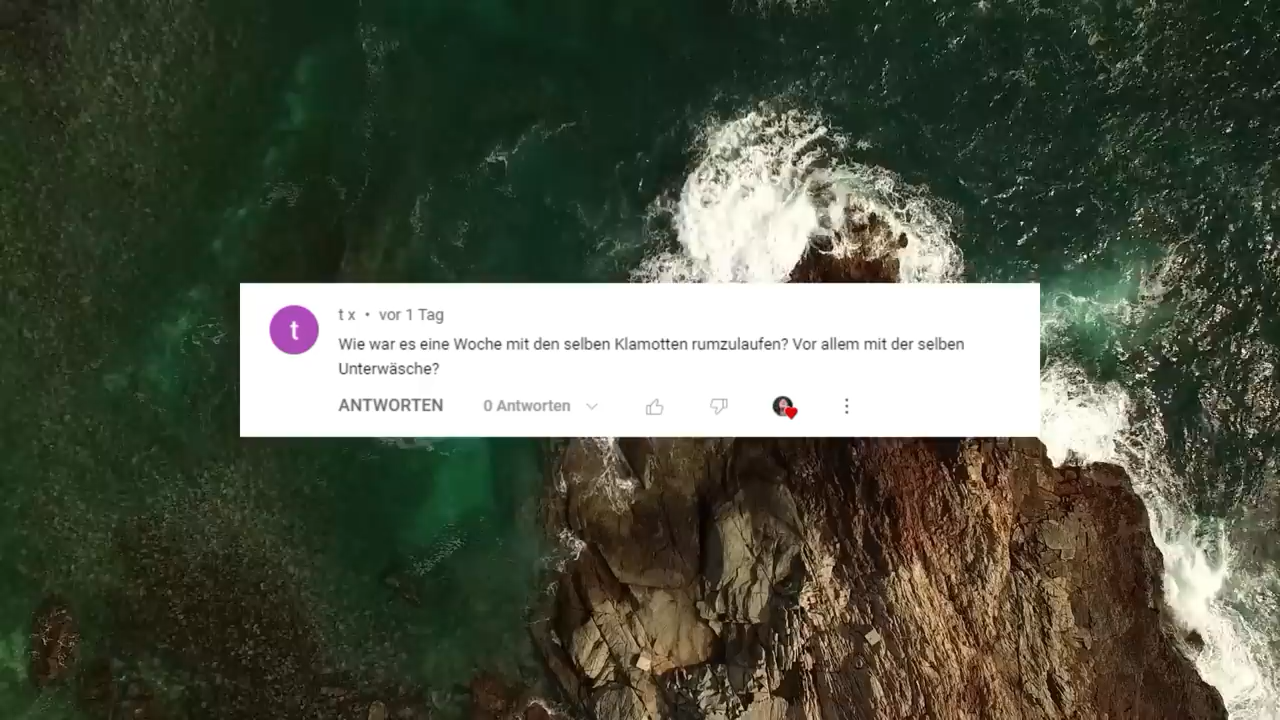 t
t x • vor 1 Tag
Wie war es eine Woche mit den selben Klamotten rumzulaufen? Vor allem mit der selben
Unterwäsche?
ANTWORTEN 0 Antworten